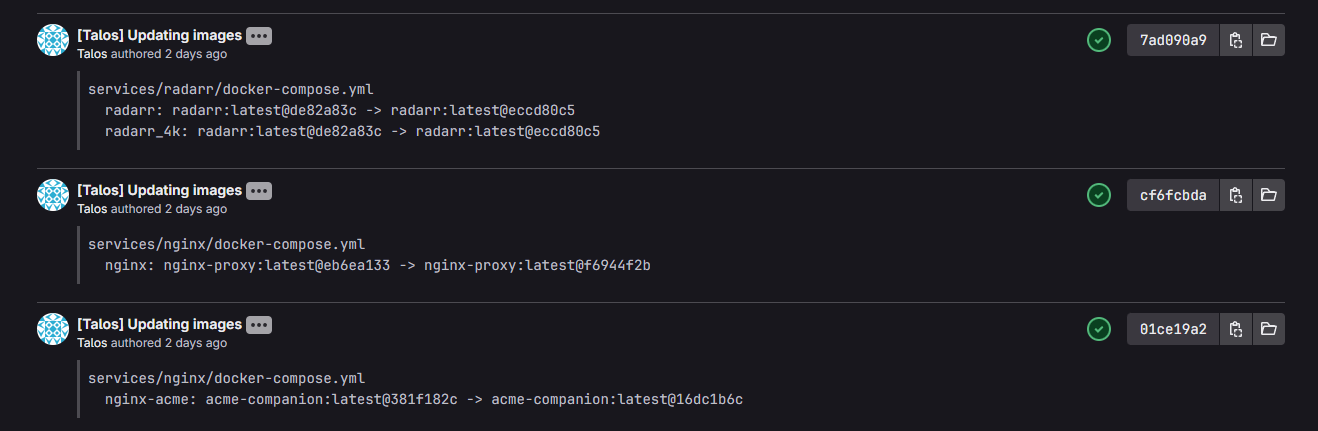 [Talos] Updating images
Talos authored 2 days ago
7ad090a9
services/radarr/docker-compose.yml
radarr: radarr:latest@de82a83c -> radarr:latest@eccd80c5
radarr_4k: radarr:latest@de82a83c -> radarr:latest@eccd80c5
[Talos] Updating images
Talos authored 2 days ago
cf6fcbda
services/nginx/docker-compose.yml
nginx: nginx-proxy:latest@eb6ea133 -> nginx-proxy:latest@f6944f2b
[Talos] Updating images
Talos authored 2 days ago
01ce19a2
services/nginx/docker-compose.yml
nginx-acme: acme-companion:latest@381f182c -> acme-companion:latest@16dc1b6c